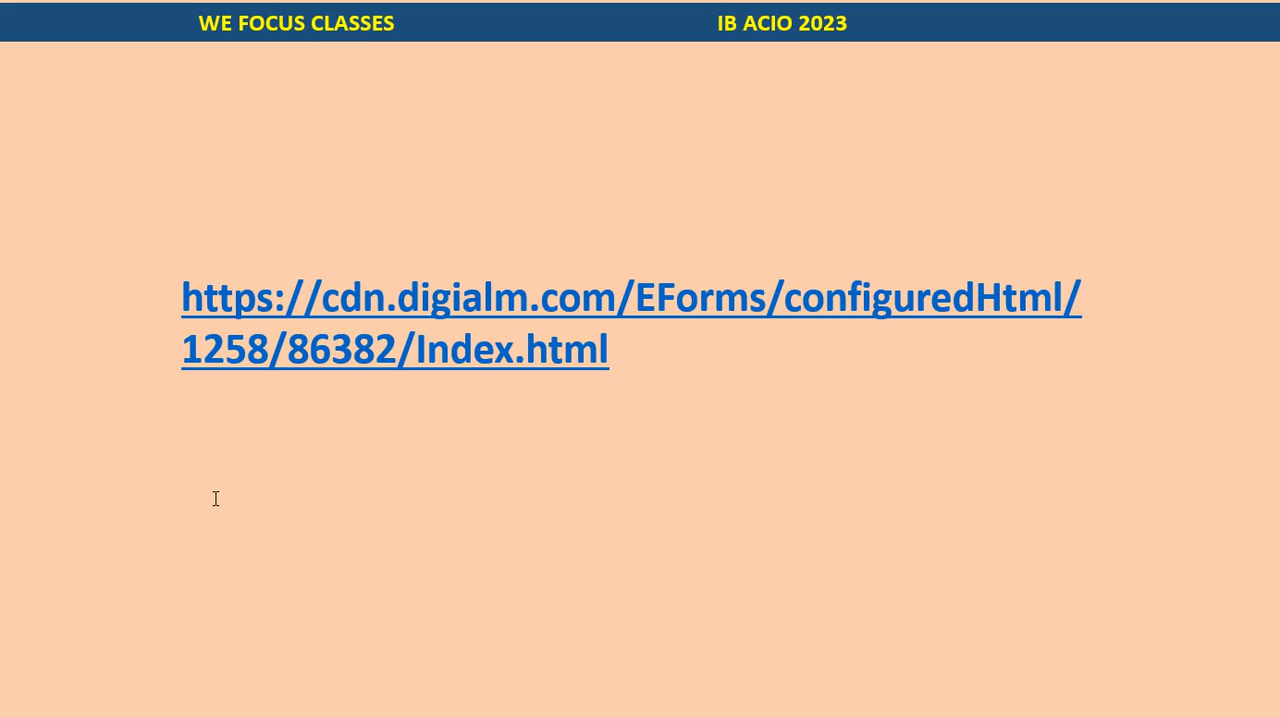 WE FOCUS CLASSES IB ACIO 2023
https://cdn.digialm.com/EForms/configuredHtml/
1258/86382/Index.html